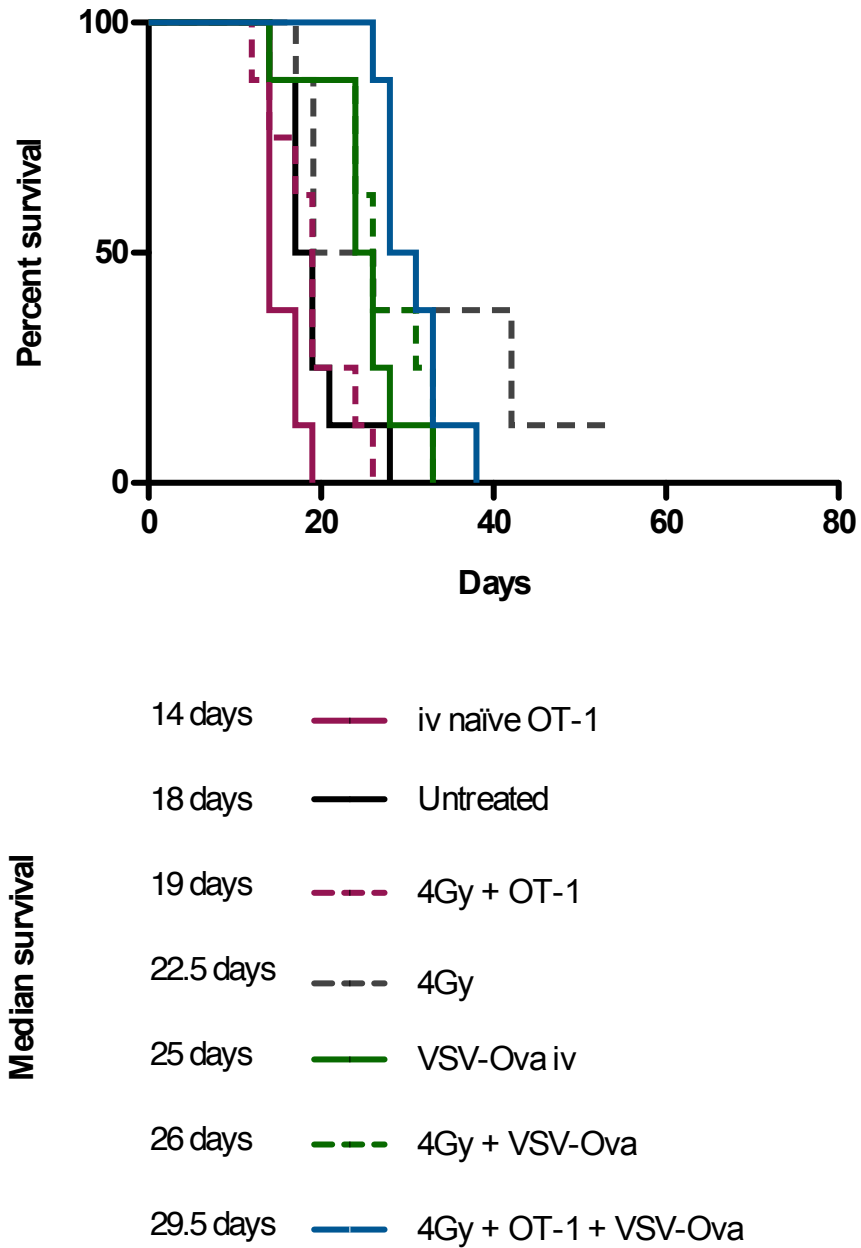 100
50
0
Percent survival
0 20 40 60 80
Days
Median survival
14 days iv naïve OT-1
18 days Untreated
19 days 4Gy + OT-1
22.5 days 4Gy
25 days VSV-Ova iv
26 days 4Gy + VSV-Ova
29.5 days 4Gy + OT-1 + VSV-Ova